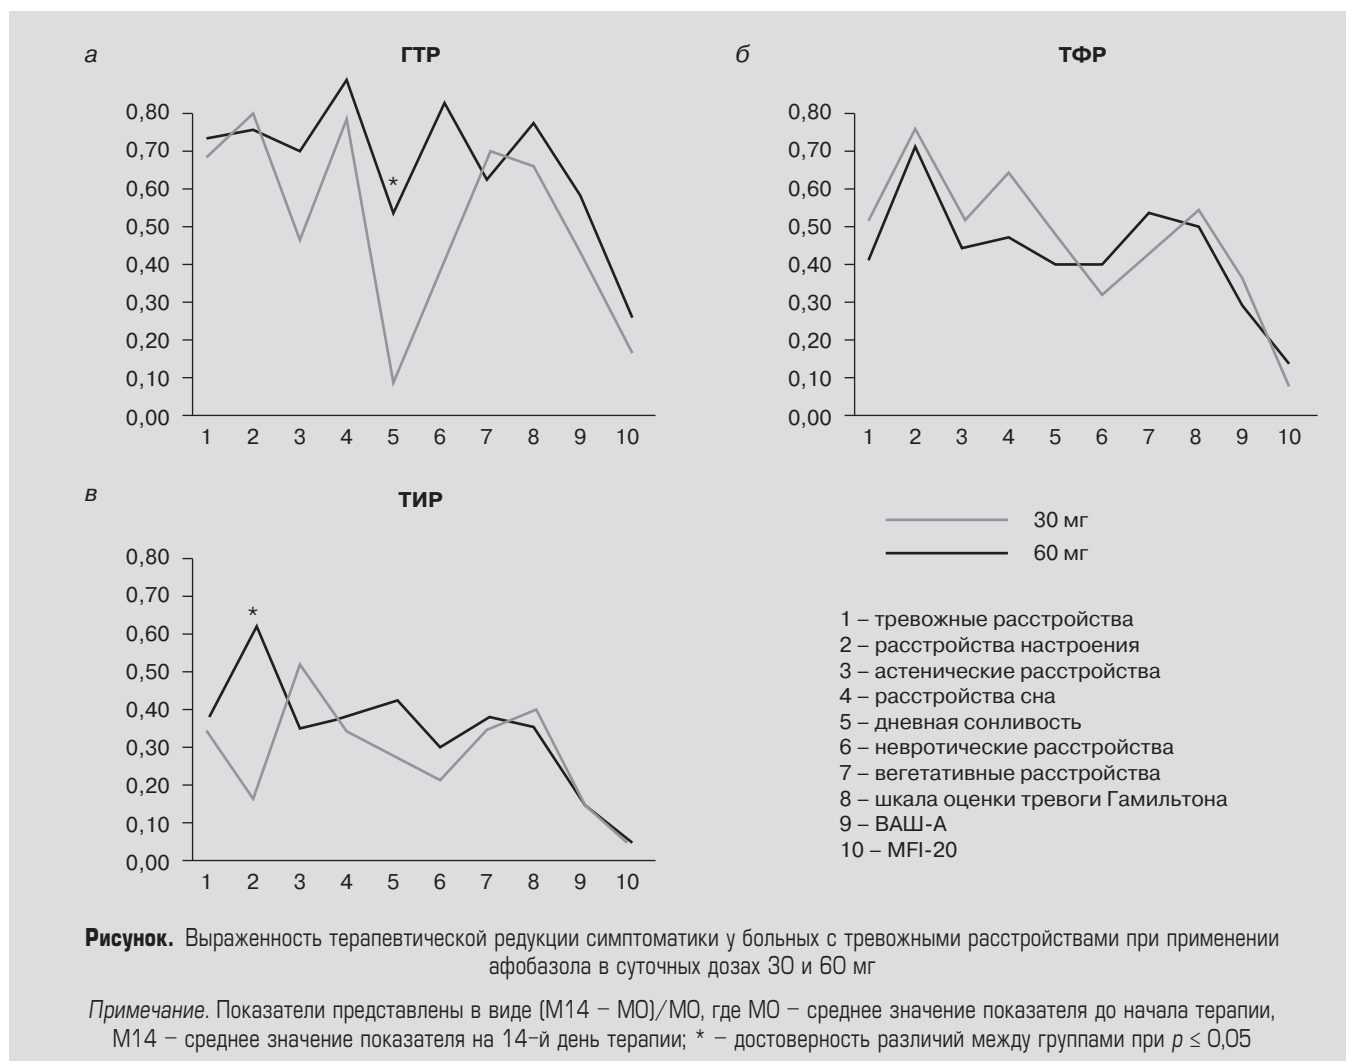 а
ГТР
0,80
0,70
0,60
0,50
0,40
0,30
0,20
0,10
0,00
*
1 2 3 4 5 6 7 8 9 10
б
ТФР
0,80
0,70
0,60
0,50
0,40
0,30
0,20
0,10
0,00
1 2 3 4 5 6 7 8 9 10
в
ТИР
0,80
0,70
0,60
0,50
0,40
0,30
0,20
0,10
0,00
*
1 2 3 4 5 6 7 8 9 10
30 мг
60 мг
1 – тревожные расстройства
2 – расстройства настроения
3 – астенические расстройства
4 – расстройства сна
5 – дневная сонливость
6 – невротические расстройства
7 – вегетативные расстройства
8 – шкала оценки тревоги Гамильтона
9 – ВАШ-А
10 – MFI-20
Рисунок. Выраженность терапевтической редукции симптоматики у больных с тревожными расстройствами при применении
афобазола в суточных дозах 30 и 60 мг
Примечание. Показатели представлены в виде (М14 – М0)/М0, где М0 – среднее значение показателя до начала терапии,
М14 – среднее значение показателя на 14-й день терапии; * – достоверность различий между группами при p ≤ 0,05